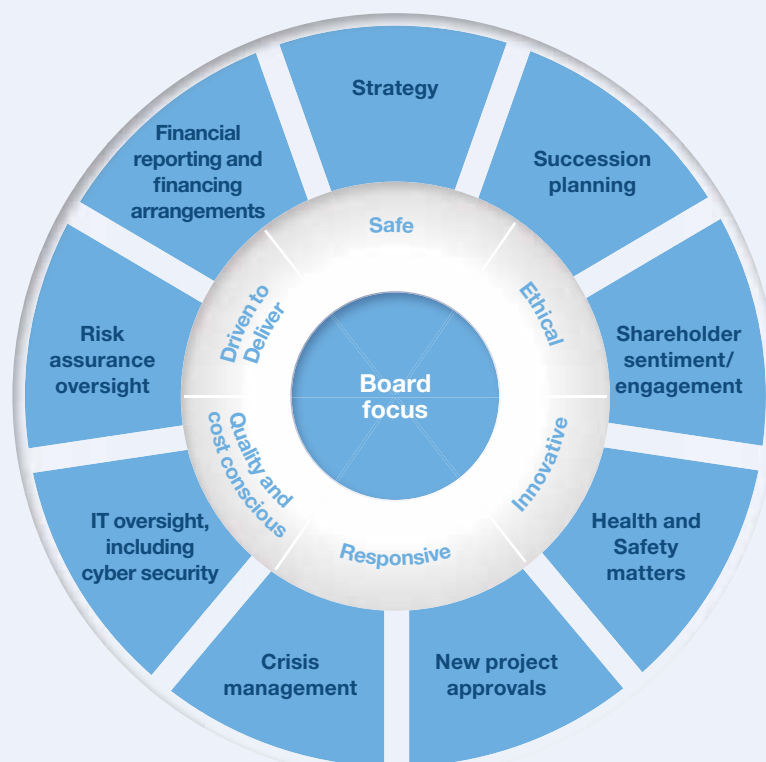 Strategy
Succession
planning
Shareholder
sentiment/
engagement
Health and
Safety
matters
New project
approvals
Crisis
management
IT oversight,
including
cyber security
Risk
assurance
oversight
Financial
reporting and
financing
arrangements
Safe
Ethical
Innovative
Responsive
Quality and
cost conscious
Driven to
Deliver
Board
focus